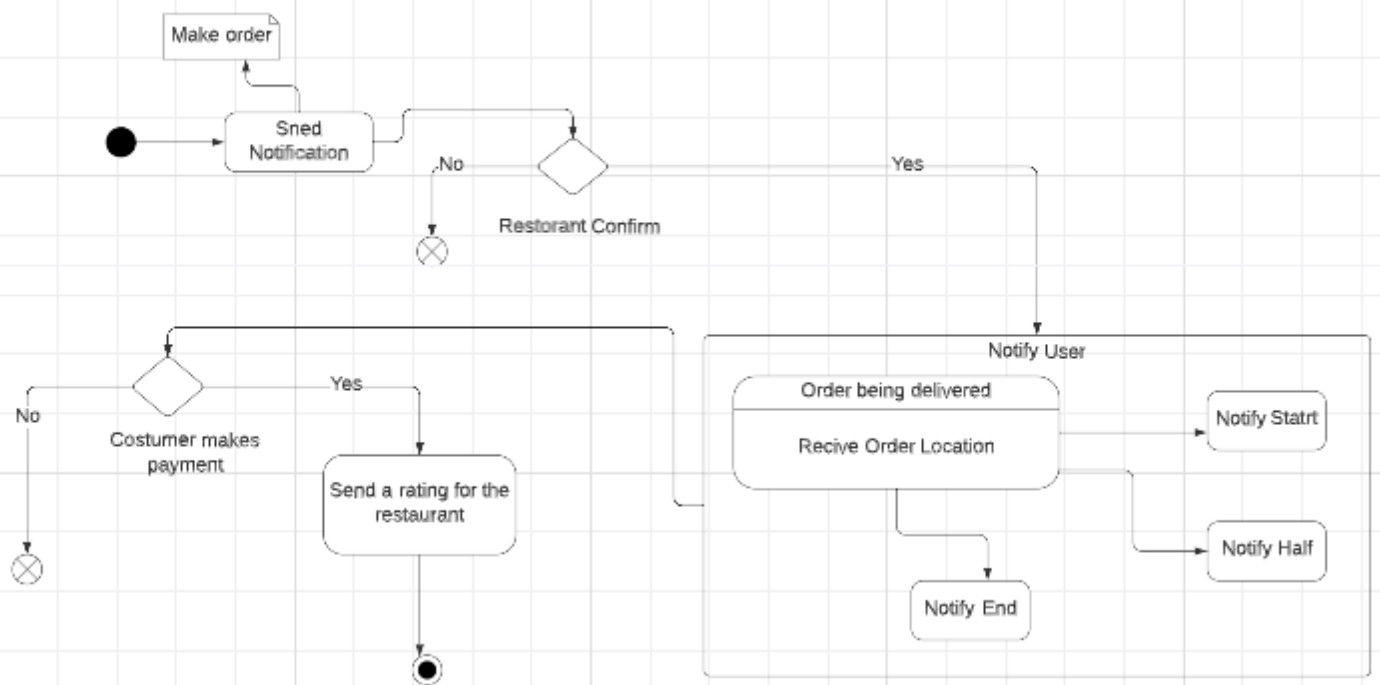 Make order
Sned
Notification
No
Yes
Restorant Confirm
Notify User
Order being delivered
Recive Order Location
Notify Statrt
Notify Half
Notify End
No
Yes
Costumer makes
payment
Send a rating for the
restaurant